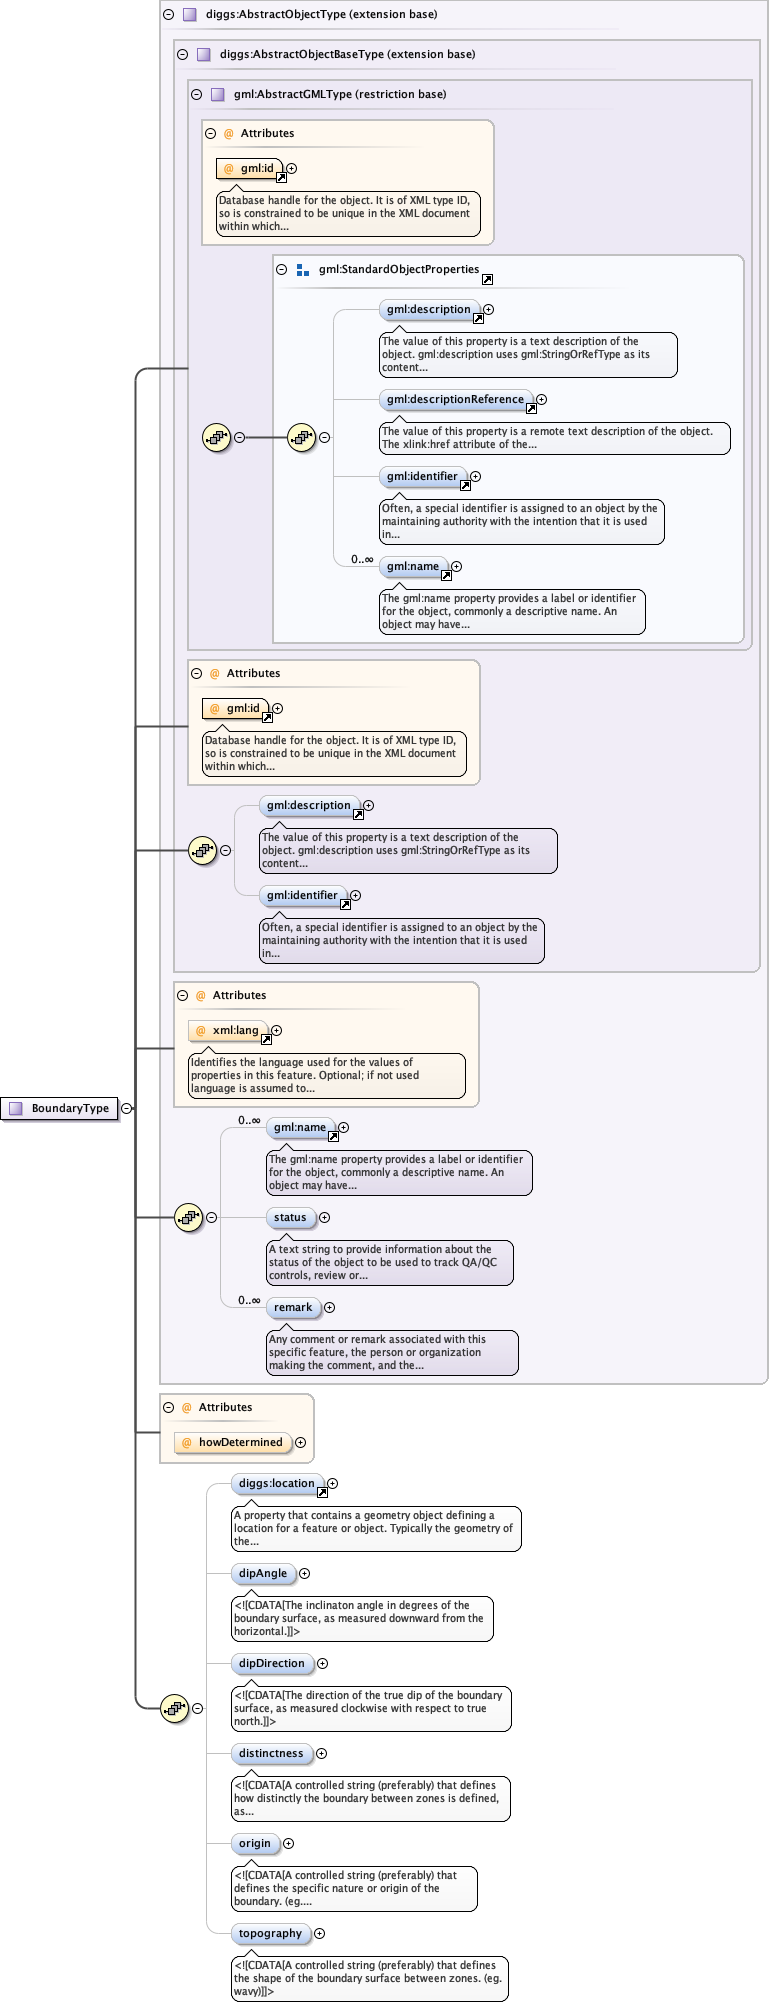 diggs:AbstractObjectType (extension base)
diggs:AbstractObjectBaseType (extension base)
gml:AbstractGMLType (restriction base)
@ Attributes
@ gml:id
Database handle for the object. It is of XML type ID,
so is constrained to be unique in the XML document
within which...
gml:StandardObjectProperties
gml:description
The value of this property is a text description of the
object. gml:description uses gml:StringOrRefType as its
content...
gml:descriptionReference
The value of this property is a remote text description of the object.
The xlink:href attribute of the...
gml:identifier
Often, a special identifier is assigned to an object by the
maintaining authority with the intention that it is used
in...
0..∞
gml:name
The gml:name property provides a label or identifier
for the object, commonly a descriptive name. An
object may have...
@ Attributes
@ gml:id
Database handle for the object. It is of XML type ID,
so is constrained to be unique in the XML document
within which...
gml:description
The value of this property is a text description of the
object. gml:description uses gml:StringOrRefType as its
content...
gml:identifier
Often, a special identifier is assigned to an object by the
maintaining authority with the intention that it is used
in...
@ Attributes
@ xml:lang
Identifies the language used for the values of
properties in this feature. Optional; if not used
language is assumed to...
BoundaryType
0..∞
gml:name
The gml:name property provides a label or identifier
for the object, commonly a descriptive name. An
object may have...
status
A text string to provide information about the
status of the object to be used to track QA/QC
controls, review or...
0..∞
remark
Any comment or remark associated with this
specific feature, the person or organization
making the comment, and the...
@ Attributes
@ howDetermined
diggs:location
A property that contains a geometry object defining a
location for a feature or object. Typically the geometry of
the...
dipAngle
<![CDATA[The inclinaton angle in degrees of the
boundary surface, as measured downward from the
horizontal.]]>
dipDirection
<![CDATA[The direction of the true dip of the boundary
surface, as measured clockwise with respect to true
north.]]>
distinctness
<![CDATA[A controlled string (preferably) that defines
how distinctly the boundary between zones is defined,
as...
origin
<![CDATA[A controlled string (preferably) that
defines the specific nature or origin of the
boundary. (eg....
topography
<![CDATA[A controlled string (preferably) that defines
the shape of the boundary surface between zones. (eg.
wavy)]]>